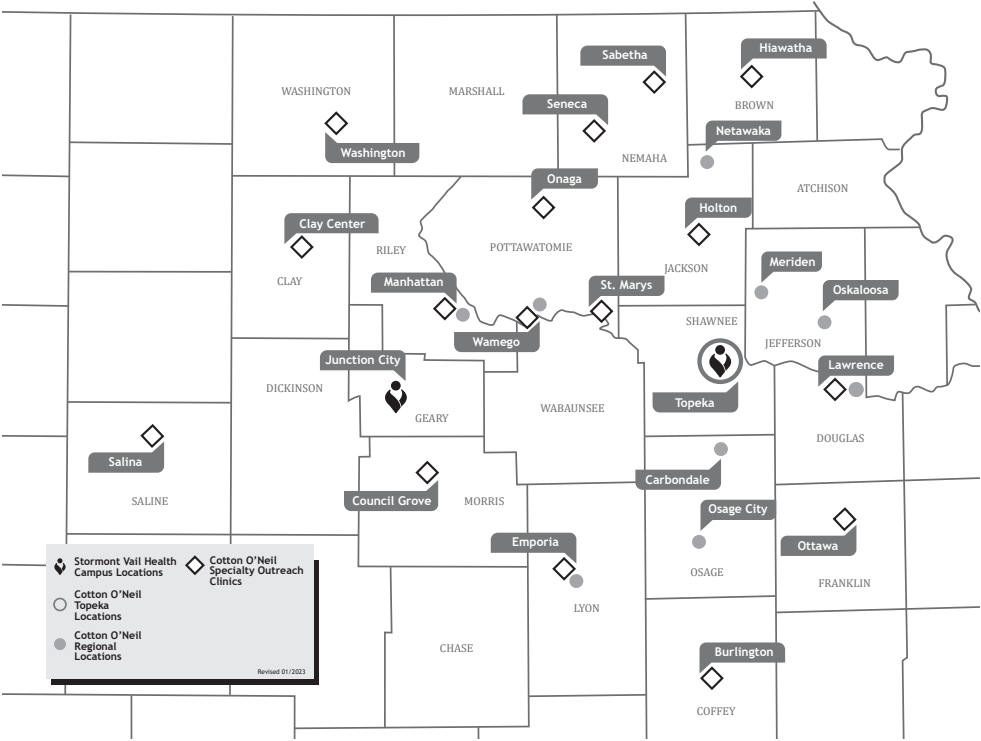 Hiawatha
Sabetha
WASHINGTON
MARSHALL
Seneca
BROWN
Netawaka
Washington
NEMAHA
Onaga
ATCHISON
Holton
Clay Center
RILEY
POTTAWATOMIE
Meriden
JACKSON
CLAY
Manhattan
St. Marys
Oskaloosa
SHAWNEE
Wamego
JEFFERSON
Junction City
Lawrence
DICKINSON
Topeka
WABAUNSEE
GEARY
DOUGLAS
Salina
Carbondale
SALINE
Council Grove
MORRIS
Osage City
Emporia
Ottawa
OSAGE
FRANKLIN
LYON
CHASE
Burlington
COFFEY
Stormont Vail Health
Campus Locations
Cotton O'Neil
Specialty Outreach
Clinics
Cotton O'Neil
Topeka
Locations
Cotton O'Neil
Regional
Locations
Revised 01/2023